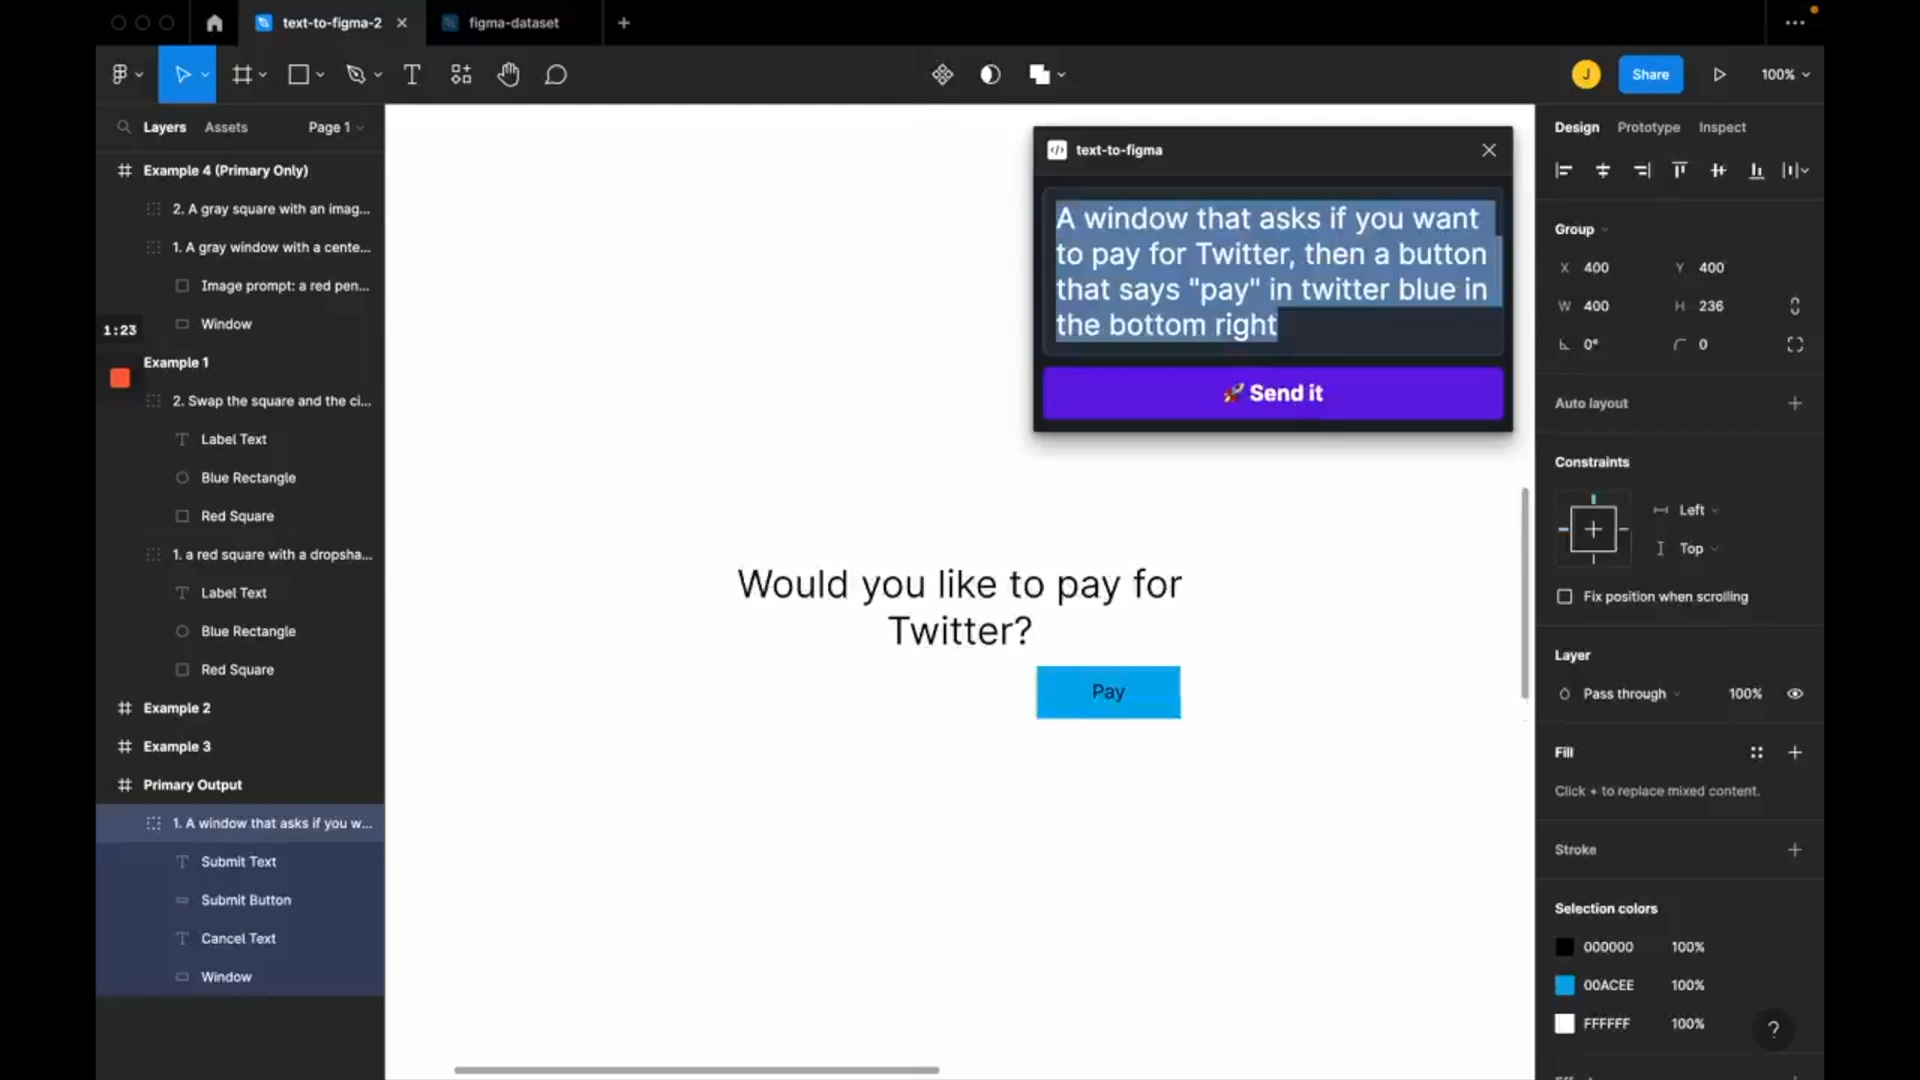 text-to-figma-2
figma-dataset
J
Share
100%
Layers
Assets
Page 1
Example 4 (Primary Only)
2. A gray square with an imag...
1. A gray window with a cente...
Image prompt: a red pen...
Window
1:23
Example 1
2. Swap the square and the ci...
Label Text
Blue Rectangle
Red Square
1. a red square with a dropsha...
Label Text
Blue Rectangle
Red Square
Example 2
Example 3
Primary Output
1. A window that asks if you w...
Submit Text
Submit Button
Cancel Text
Window
text-to-figma
A window that asks if you want
to pay for Twitter, then a button
that says "pay" in twitter blue in
the bottom right
🚀 Send it
Would you like to pay for
Twitter?
Pay
Design
Prototype
Inspect
Group
X 400
Y 400
W 400
H 236
0°
0
Auto layout
Constraints
Left
Top
Fix position when scrolling
Layer
Pass through
100%
Fill
Click + to replace mixed content.
Stroke
Selection colors
000000 100%
00ACEE 100%
FFFFFF 100%
?